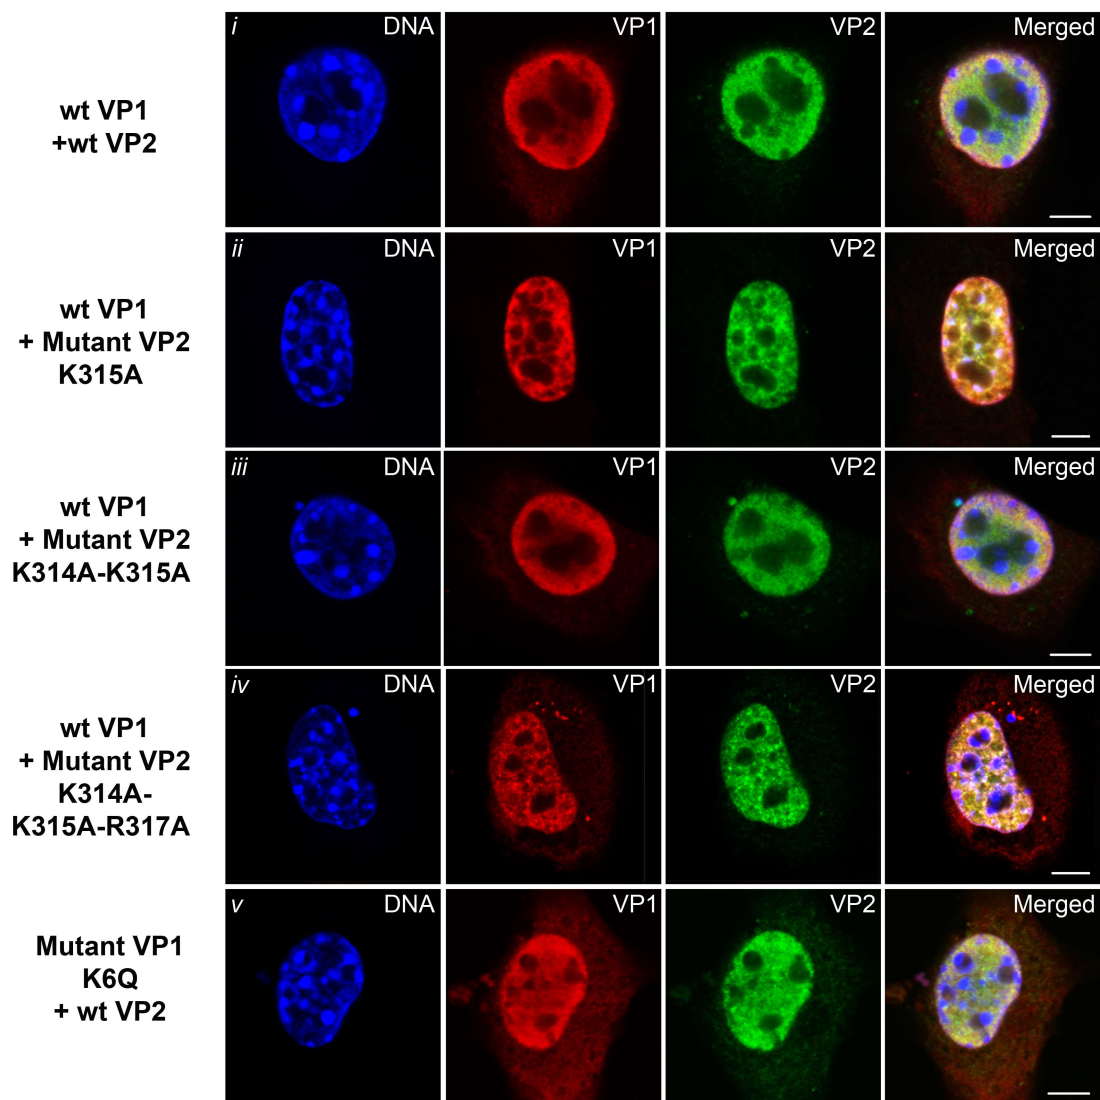 i DNA VP1 VP2 Merged
wt VP1
+wt VP2
ii DNA VP1 VP2 Merged
wt VP1
+ Mutant VP2
K315A
iii DNA VP1 VP2 Merged
wt VP1
+ Mutant VP2
K314A-K315A
iv DNA VP1 VP2 Merged
wt VP1
+ Mutant VP2
K314A-
K315A-R317A
v DNA VP1 VP2 Merged
Mutant VP1
K6Q
+ wt VP2